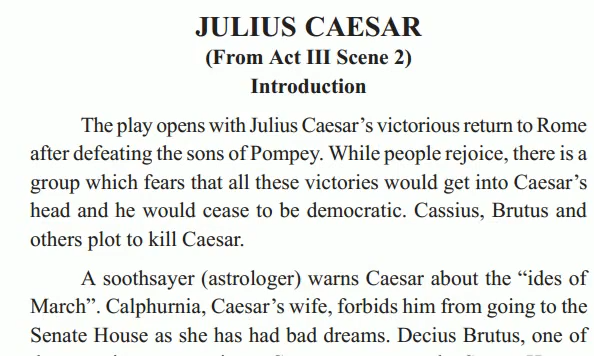 JULIUS CAESAR
(From Act III Scene 2)
Introduction
The play opens with Julius Caesar’s victorious return to Rome
after defeating the sons of Pompey. While people rejoice, there is a
group which fears that all these victories would get into Caesar’s
head and he would cease to be democratic. Cassius, Brutus and
others plot to kill Caesar.
A soothsayer (astrologer) warns Caesar about the “ides of
March”. Calphurnia, Caesar’s wife, forbids him from going to the
Senate House as she has had bad dreams. Decius Brutus, one of